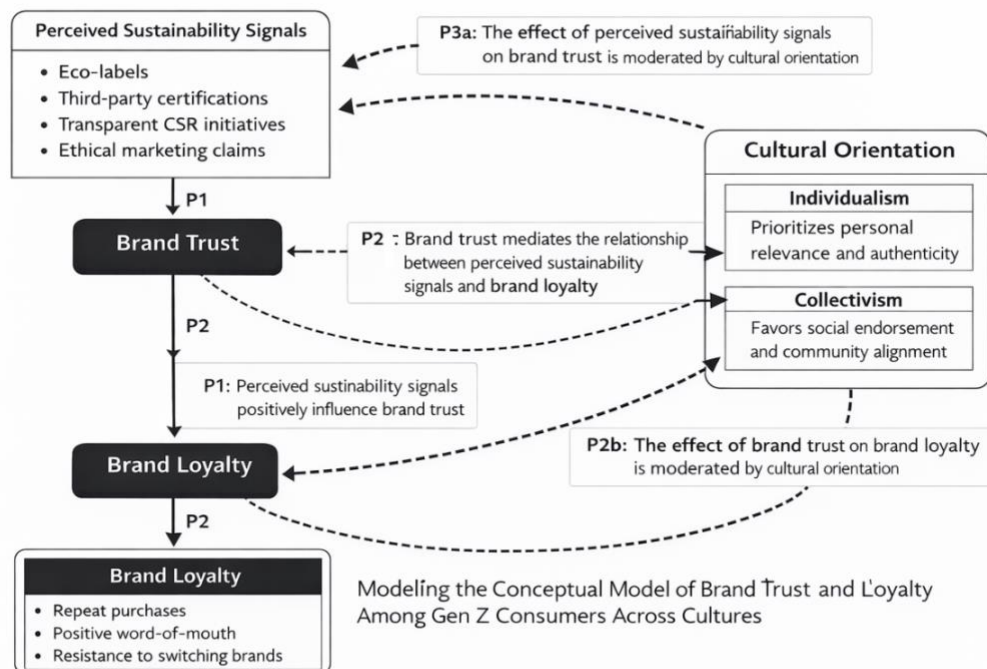 Perceived Sustainability Signals
• Eco-labels
• Third-party certifications
• Transparent CSR initiatives
• Ethical marketing claims
P3a: The effect of perceived sustaifiability signals
on brand trust is moderated by cultural orientation
P1
Brand Trust
P2 : Brand trust mediates the relationship
between perceived sustainability
signals and brand loyalty
Cultural Orientation
Individualism
Prioritizes personal
relevance and authenticity
Collectivism
Favors social endorsement
and community alignment
P2
P1: Perceived sustinability signals
positively influence brand trust
P2b: The effect of brand trust on brand loyalty
is moderated by cultural orientation
Brand Loyalty
P2
Brand Loyalty
• Repeat purchases
• Positive word-of-mouth
• Resistance to switching brands
Modeling the Conceptual Model of Brand Trust and L'oyalty
Among Gen Z Consumers Across Cultures